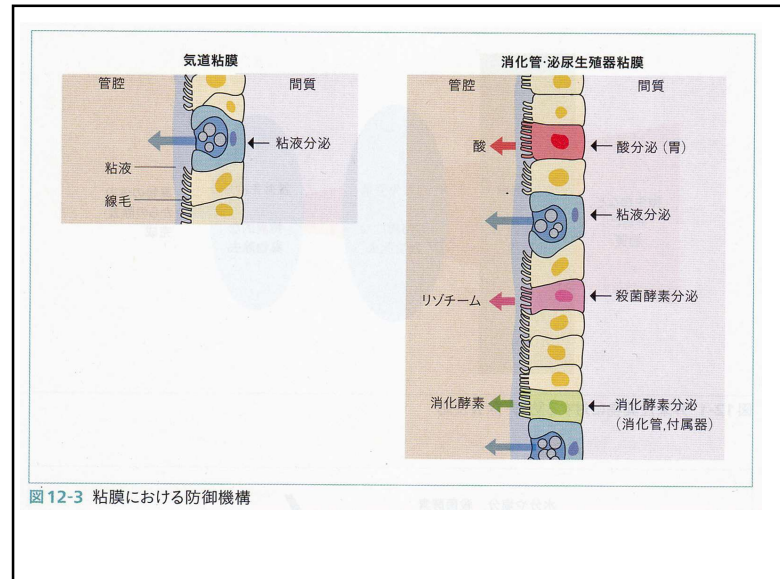 気道粘膜
管腔
間質
粘液分泌
粘液
線毛
消化管・泌尿生殖器粘膜
管腔
間質
酸
酸分泌(胃)
粘液分泌
リゾチーム
殺菌酵素分泌
消化酵素
消化酵素分泌
(消化管,付属器)
図12-3 粘膜における防御機構